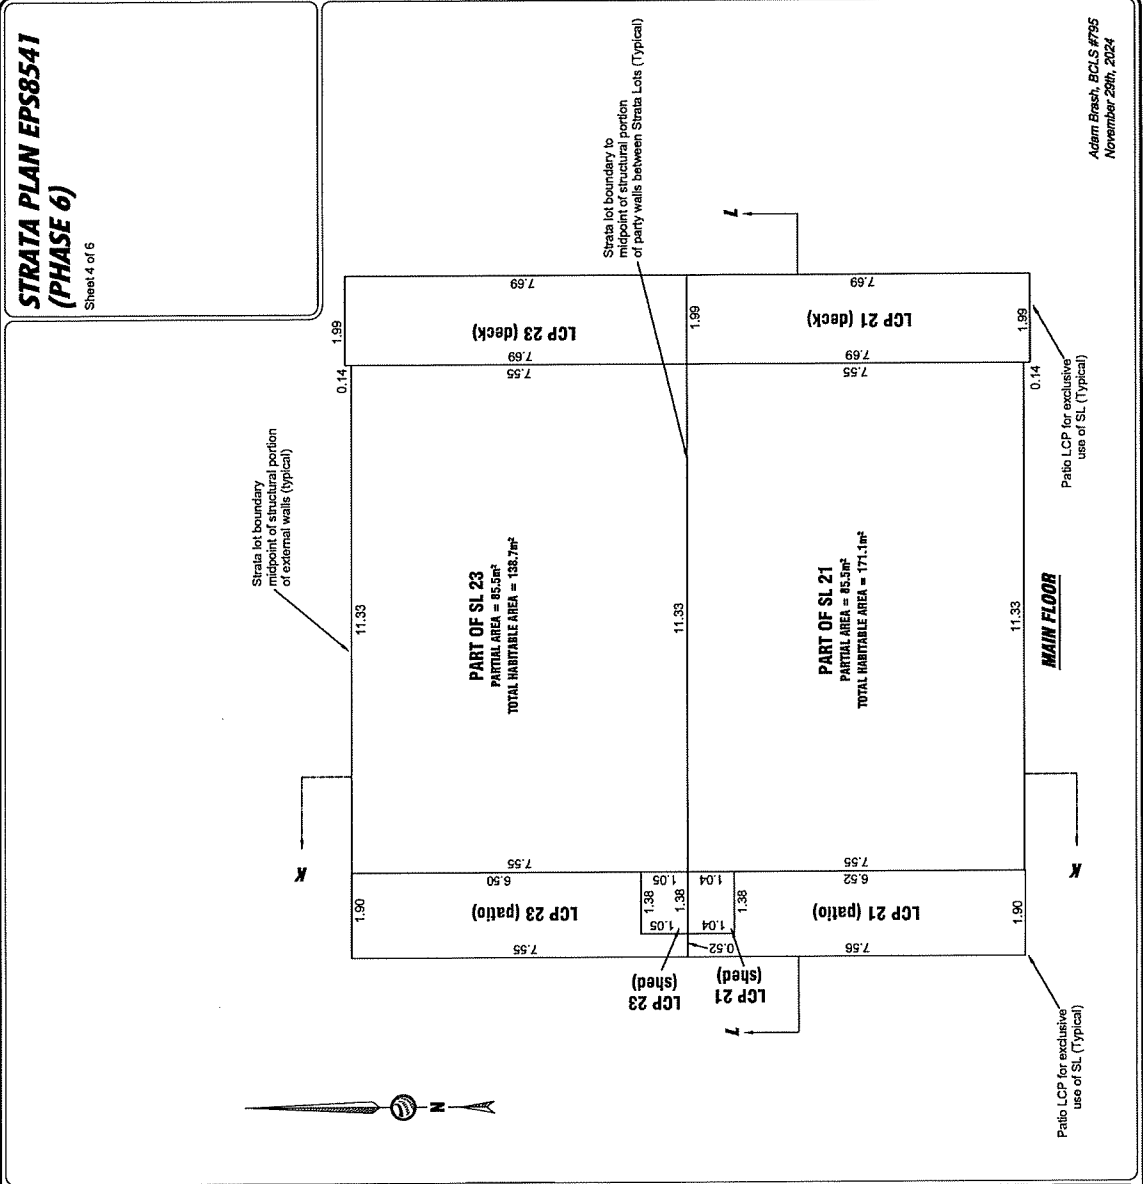 STRATA PLAN EPS8541
(PHASE 6)
Sheet 4 of 6
Strata lot boundary
midpoint of structural portion
of external walls (typical)
Strata lot boundary to
midpoint of structural portion
of party walls between Strata Lots (Typical)
K
1.90
11.33
0.14
1.99
7.55
LCP 23 (patio)
6.50
7.55
PART OF SL 23
PARTIAL AREA = 85.5m²
TOTAL HABITABLE AREA = 138.7m²
7.55
7.69
LCP 23 (deck)
7.69
LCP 23
(shed)
1.05
1.38
1.05
1.38
11.33
1.99
L
LCP 21
(shed)
0.52
1.04
1.04
1.38
7.56
LCP 21 (patio)
6.52
7.55
PART OF SL 21
PARTIAL AREA = 85.5m²
TOTAL HABITABLE AREA = 171.1m²
7.55
7.69
LCP 21 (deck)
7.69
L
1.90
11.33
0.14
1.99
K
MAIN FLOOR
Patio LCP for exclusive
use of SL (Typical)
Patio LCP for exclusive
use of SL (Typical)
N
Adam Brash, BCLS #795
November 29th, 2024